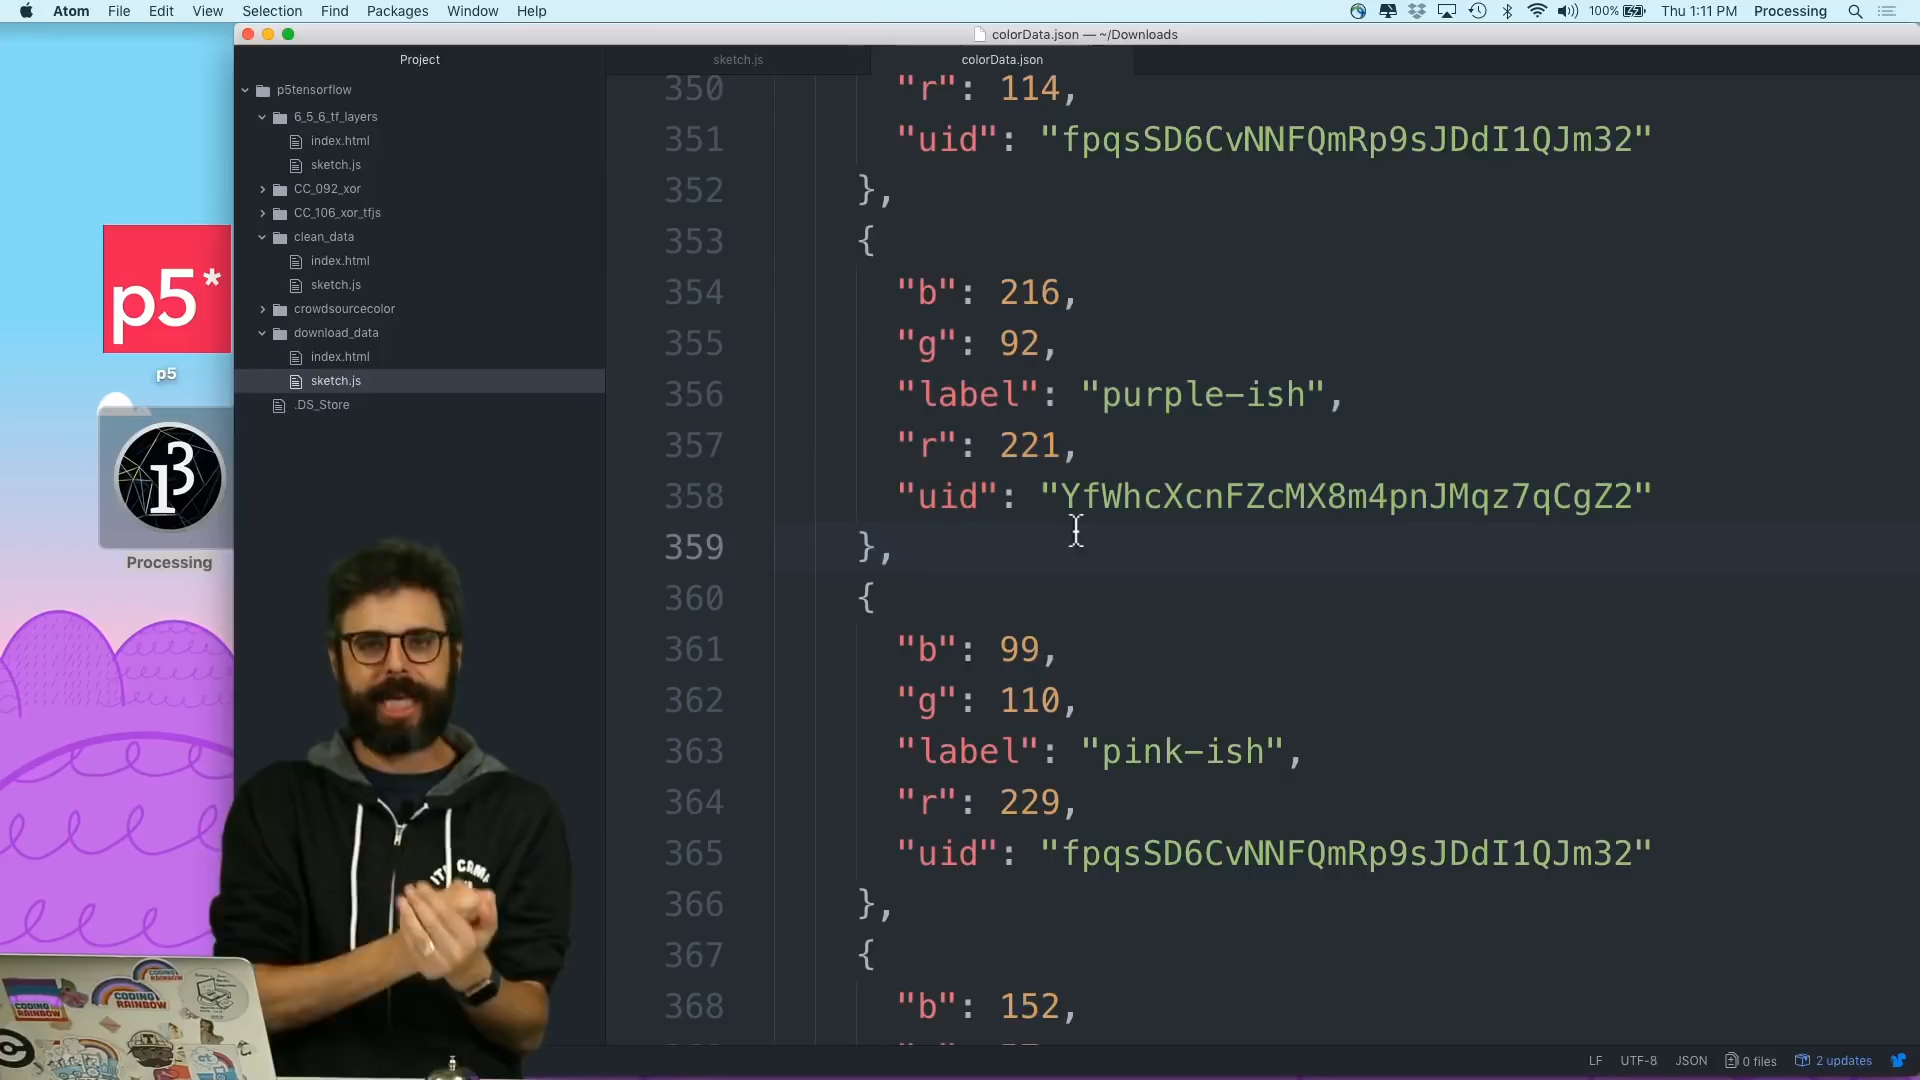 Atom File Edit View Selection Find Packages Window Help
100% Thu 1:11 PM Processing
colorData.json — ~/Downloads
Project
sketch.js
colorData.json
p5tensorflow
6_5_6_tf_layers
index.html
sketch.js
CC_092_xor
CC_106_xor_tfjs
clean_data
index.html
sketch.js
crowdsourcecolor
download_data
index.html
sketch.js
.DS_Store
p5*
p5
Processing
350 "r": 114,
351 "uid": "fpqsSD6CvNNFQmRp9sJDdI1QJm32"
352 },
353 {
354 "b": 216,
355 "g": 92,
356 "label": "purple-ish",
357 "r": 221,
358 "uid": "YfWhcXcnFZcMX8m4pnJMqz7qCgZ2"
359 },
360 {
361 "b": 99,
362 "g": 110,
363 "label": "pink-ish",
364 "r": 229,
365 "uid": "fpqsSD6CvNNFQmRp9sJDdI1QJm32"
366 },
367 {
368 "b": 152,
CODING
RAINBOW
LF UTF-8 JSON 0 files 2 updates